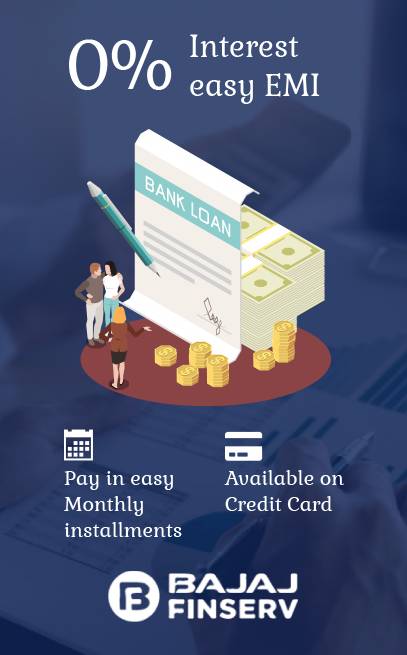 0%
Interest
easy EMI
BANK LOAN
Pay in easy
Monthly
installments
Available on
Credit Card
BAJAJ
FINSERV